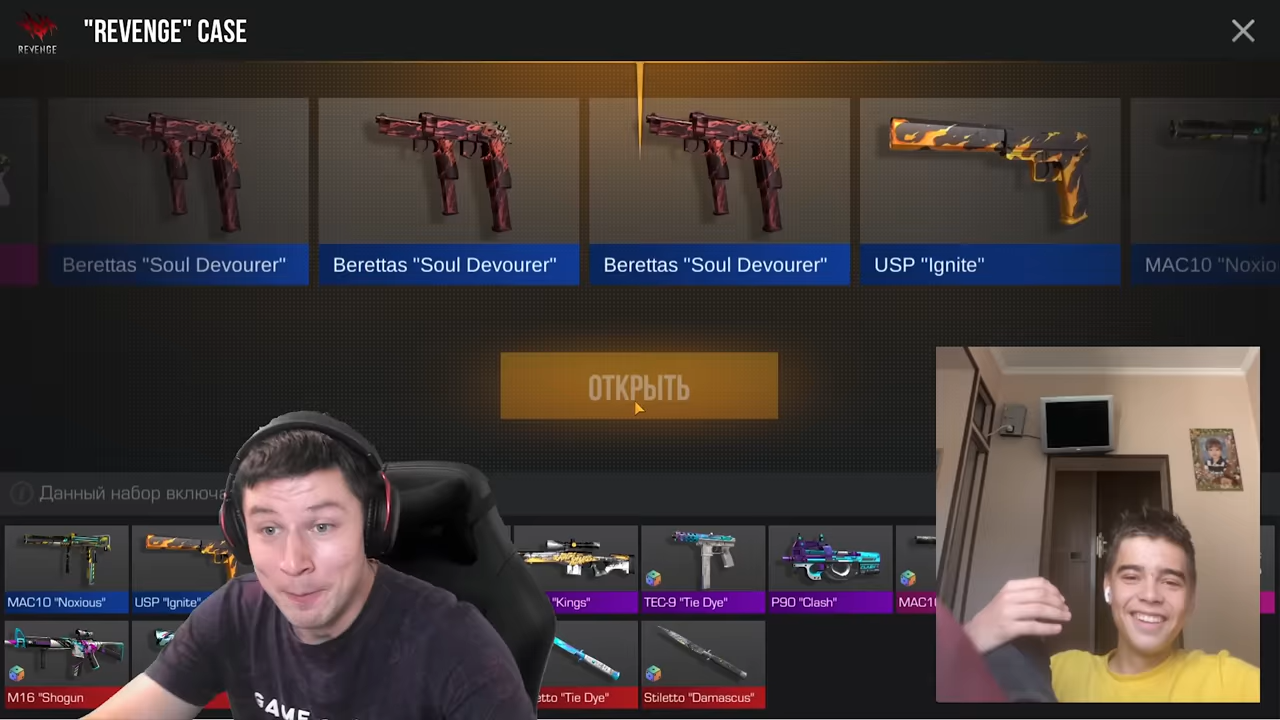 REVENGE
"REVENGE" CASE
Berettas "Soul Devourer"
Berettas "Soul Devourer"
Berettas "Soul Devourer"
USP "Ignite"
MAC10 "Noxio
ОТКРЫТЬ
Данный набор включа
MAC10 "Noxious"
USP "Ignite"
"Kings"
TEC-9 "Tie Dye"
P90 "Clash"
MAC1
M16 "Shogun
etto "Tie Dye"
Stiletto "Damascus"
GAME